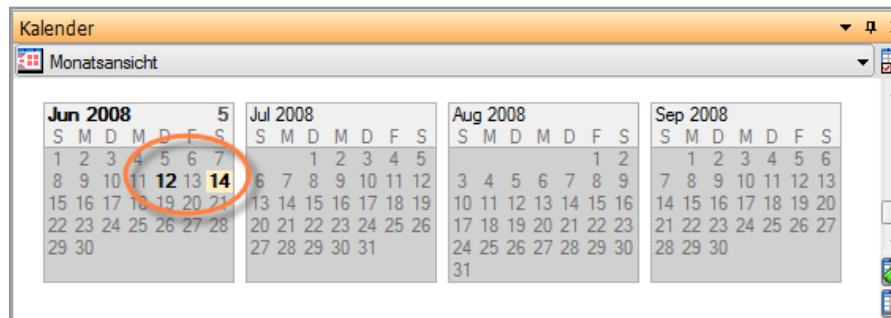 Kalender
Monatsansicht
Jun 2008 5
S M D M D F S
1 2 3 4 5 6 7
8 9 10 11 12 13 14
15 16 17 18 19 20 21
22 23 24 25 26 27 28
29 30
Jul 2008
S M D M D F S
1 2 3 4 5
6 7 8 9 10 11 12
13 14 15 16 17 18 19
20 21 22 23 24 25 26
27 28 29 30 31
Aug 2008
S M D M D F S
1 2
3 4 5 6 7 8 9
10 11 12 13 14 15 16
17 18 19 20 21 22 23
24 25 26 27 28 29 30
31
Sep 2008
S M D M D F S
1 2 3 4 5 6
7 8 9 10 11 12 13
14 15 16 17 18 19 20
21 22 23 24 25 26 27
28 29 30